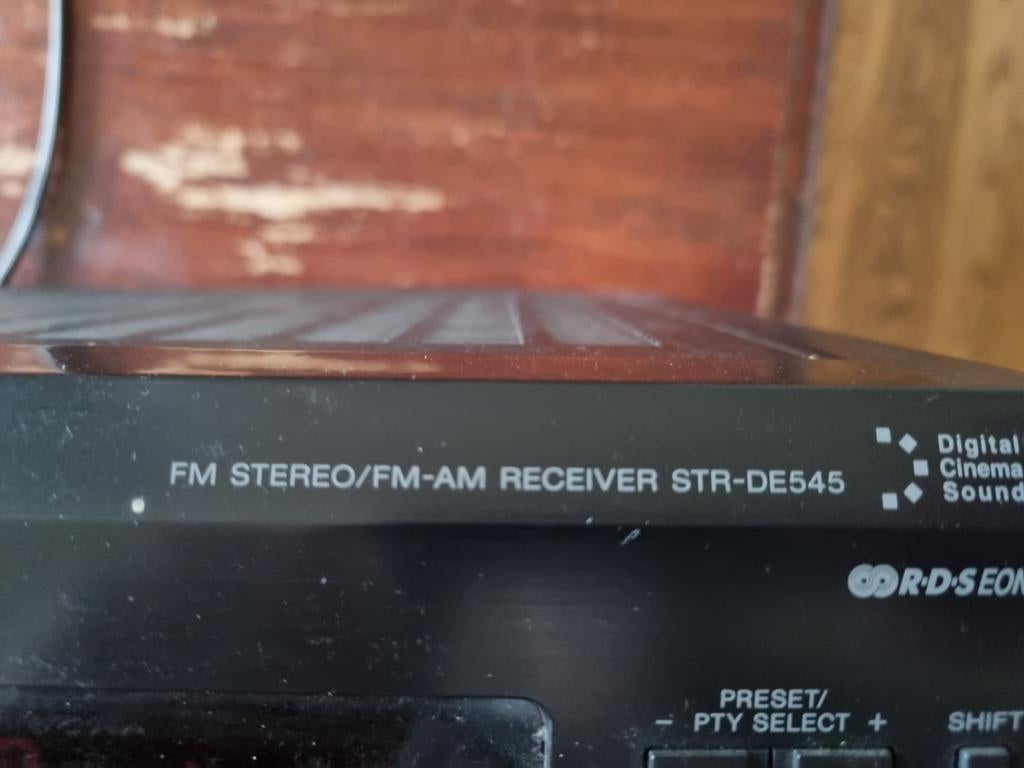 FM STEREO/FM-AM RECEIVER STR-DE545
Digital
Cinema
Sound
R·D·S EON
PRESET/
− PTY SELECT +
SHIFT